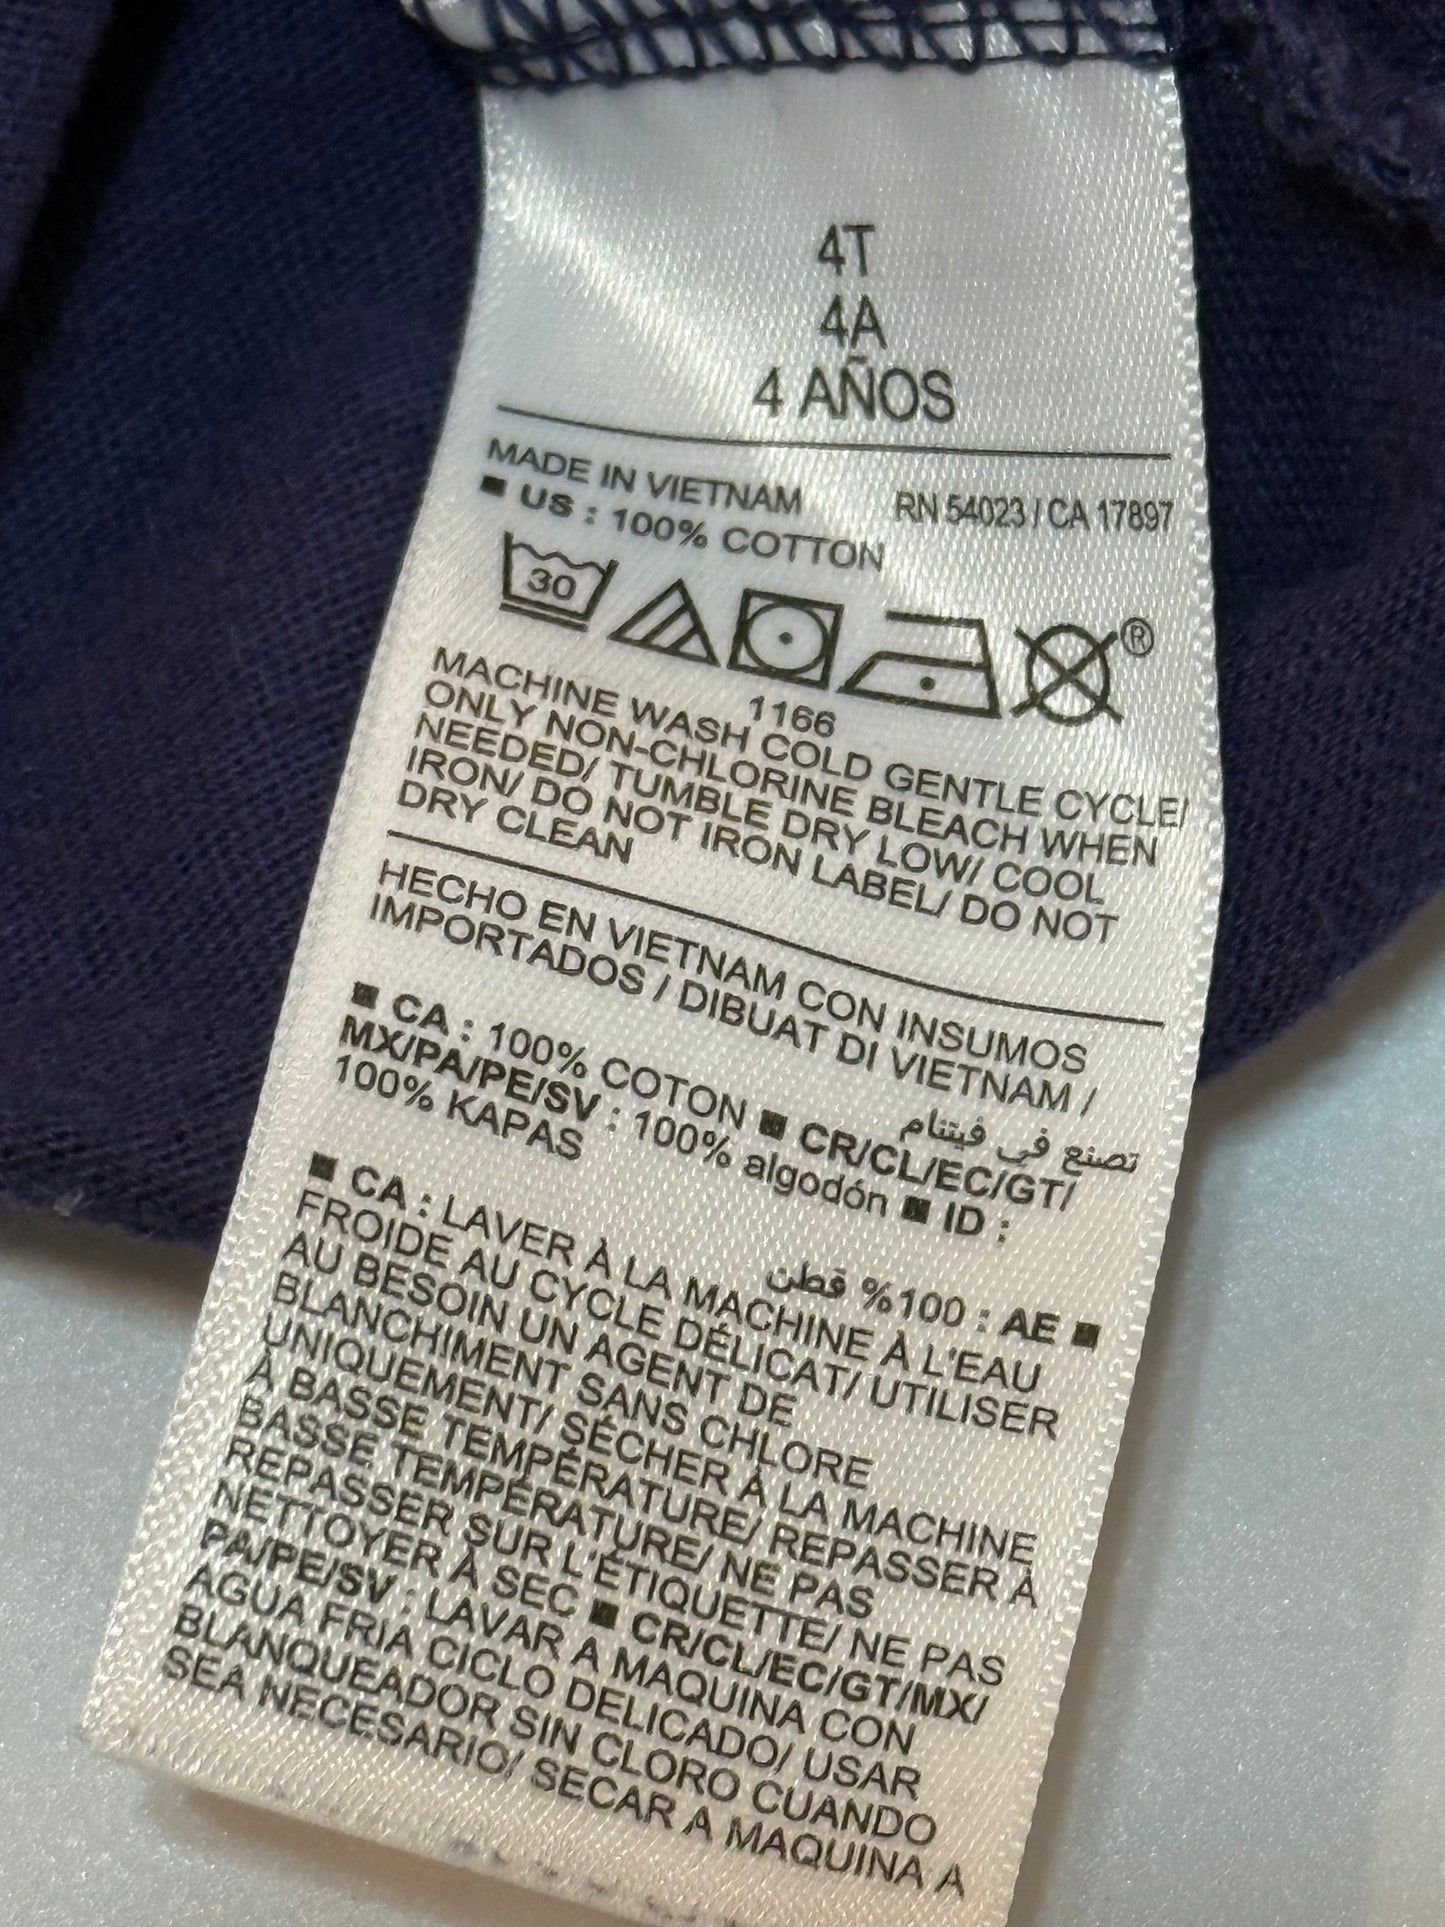 4T
4A
4 AÑOS
MADE IN VIETNAM RN 54023 / CA 17897
■ US : 100% COTTON
30
®
1166
MACHINE WASH COLD GENTLE CYCLE/
ONLY NON-CHLORINE BLEACH WHEN
NEEDED/ TUMBLE DRY LOW/ COOL
IRON/ DO NOT IRON LABEL/ DO NOT
DRY CLEAN
HECHO EN VIETNAM CON INSUMOS
IMPORTADOS / DIBUAT DI VIETNAM /
تصنع في فيتنام
■ CA : 100% COTON ■ CR/CL/EC/GT/
MX/PA/PE/SV : 100% algodón ■ ID :
100% KAPAS
■ AE : 100% قطن
■ CA : LAVER À LA MACHINE À L'EAU
FROIDE AU CYCLE DÉLICAT/ UTILISER
AU BESOIN UN AGENT DE
BLANCHIMENT SANS CHLORE
UNIQUEMENT/ SÉCHER À LA MACHINE
À BASSE TEMPÉRATURE/ REPASSER À
BASSE TEMPÉRATURE/ NE PAS
REPASSER SUR L'ÉTIQUETTE/ NE PAS
NETTOYER À SEC ■ CR/CL/EC/GT/MX/
PA/PE/SV : LAVAR A MAQUINA CON
AGUA FRIA CICLO DELICADO/ USAR
BLANQUEADOR SIN CLORO CUANDO
SEA NECESARIO/ SECAR A MAQUINA A